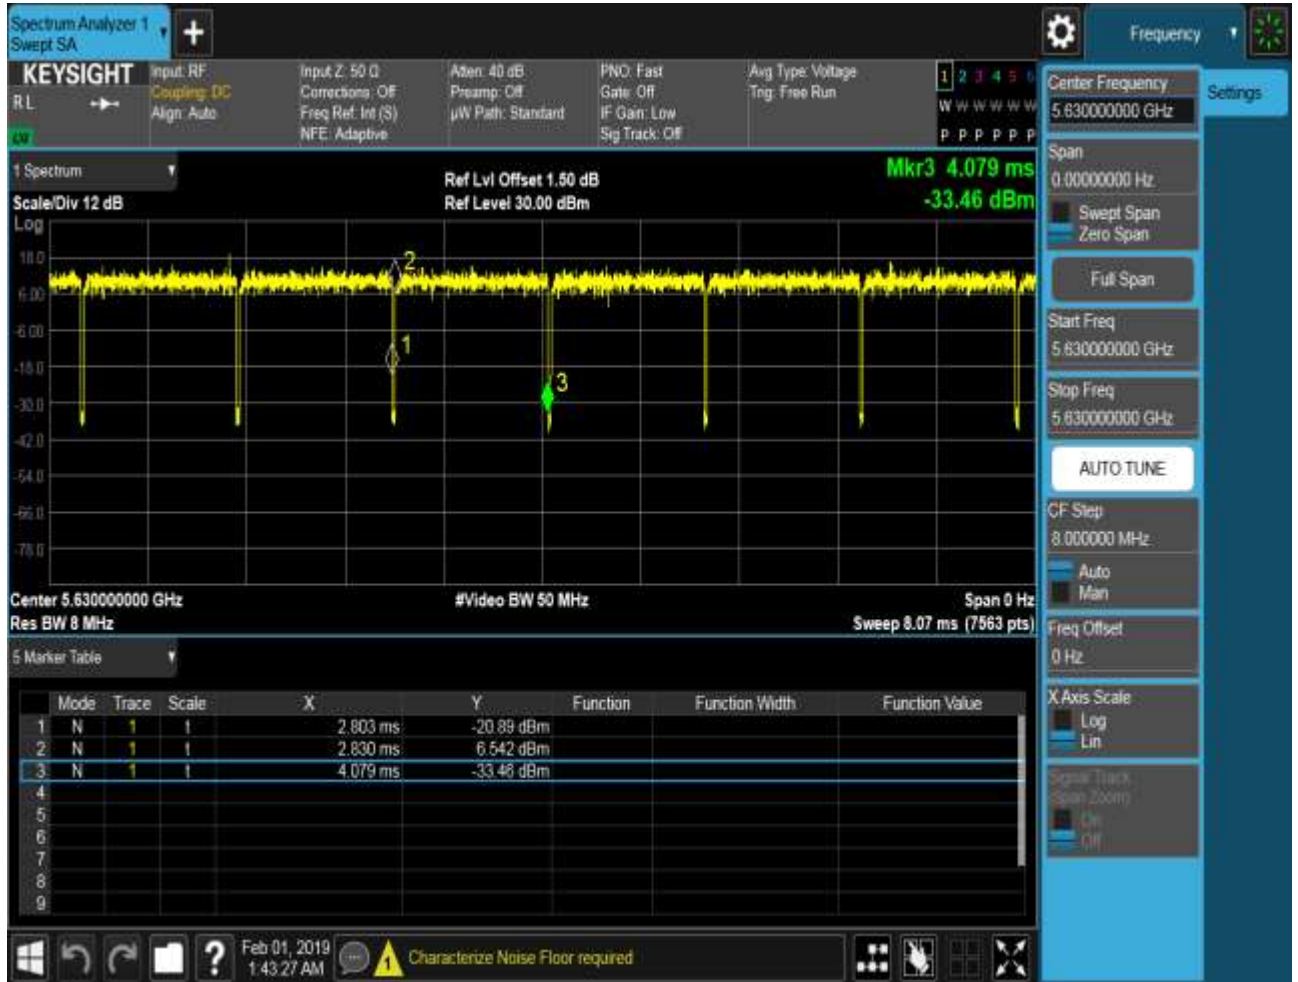 Spectrum Analyzer 1
Swept SA
+
Frequency
KEYSIGHT
RL
Input: RF
Coupling: DC
Align: Auto
Input Z: 50 Ω
Corrections: Off
Freq Ref: Int (S)
NFE: Adaptive
Atten: 40 dB
Preamp: Off
µW Path: Standard
PNO: Fast
Gate: Off
IF Gain: Low
Sig Track: Off
Avg Type: Voltage
Trig: Free Run
1 2 3 4 5 6
W W W W W W
P P P P P P
1 Spectrum
Scale/Div 12 dB
Log
Ref Lvl Offset 1.50 dB
Ref Level 30.00 dBm
Mkr3 4.079 ms
-33.46 dBm
18.0
6.00
-6.00
-18.0
-30.0
-42.0
-54.0
-66.0
-78.0
2
1
3
Center 5.630000000 GHz
Res BW 8 MHz
#Video BW 50 MHz
Span 0 Hz
Sweep 8.07 ms (7563 pts)
5 Marker Table
Mode Trace Scale X Y Function Function Width Function Value
1 N 1 t 2.803 ms -20.89 dBm
2 N 1 t 2.830 ms 6.542 dBm
3 N 1 t 4.079 ms -33.46 dBm
4
5
6
7
8
9
Center Frequency
5.630000000 GHz
Settings
Span
0.00000000 Hz
Swept Span
Zero Span
Full Span
Start Freq
5.630000000 GHz
Stop Freq
5.630000000 GHz
AUTO TUNE
CF Step
8.000000 MHz
Auto
Man
Freq Offset
0 Hz
X Axis Scale
Log
Lin
Signal Track
(Span Zoom)
On
Off
?
Feb 01, 2019
1:43:27 AM
1
Characterize Noise Floor required